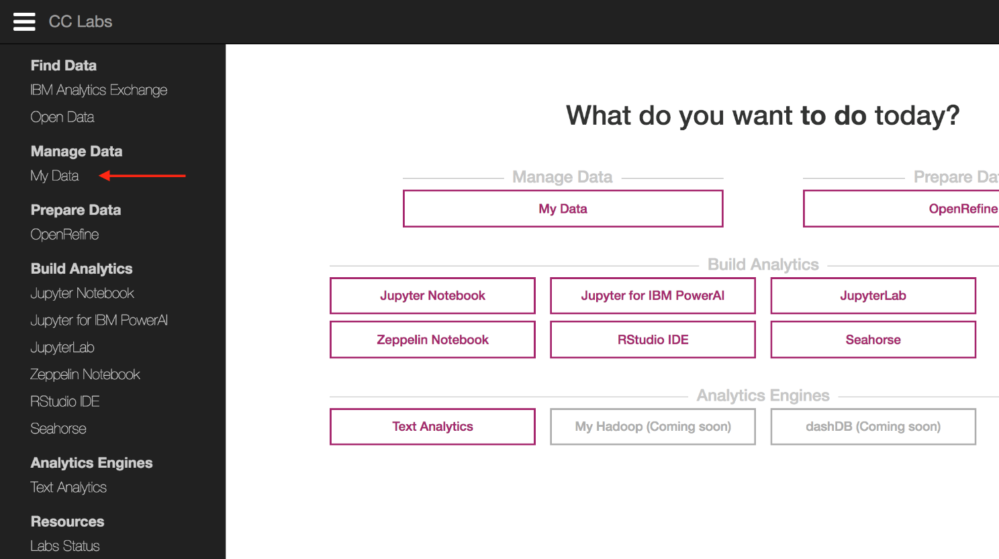 CC Labs
Find Data
IBM Analytics Exchange
Open Data
Manage Data
My Data
Prepare Data
OpenRefine
Build Analytics
Jupyter Notebook
Jupyter for IBM PowerAI
JupyterLab
Zeppelin Notebook
RStudio IDE
Seahorse
Analytics Engines
Text Analytics
Resources
Labs Status
What do you want to do today?
Manage Data
Prepare Da
My Data
OpenRefine
Build Analytics
Jupyter Notebook
Jupyter for IBM PowerAI
JupyterLab
Zeppelin Notebook
RStudio IDE
Seahorse
Analytics Engines
Text Analytics
My Hadoop (Coming soon)
dashDB (Coming soon)